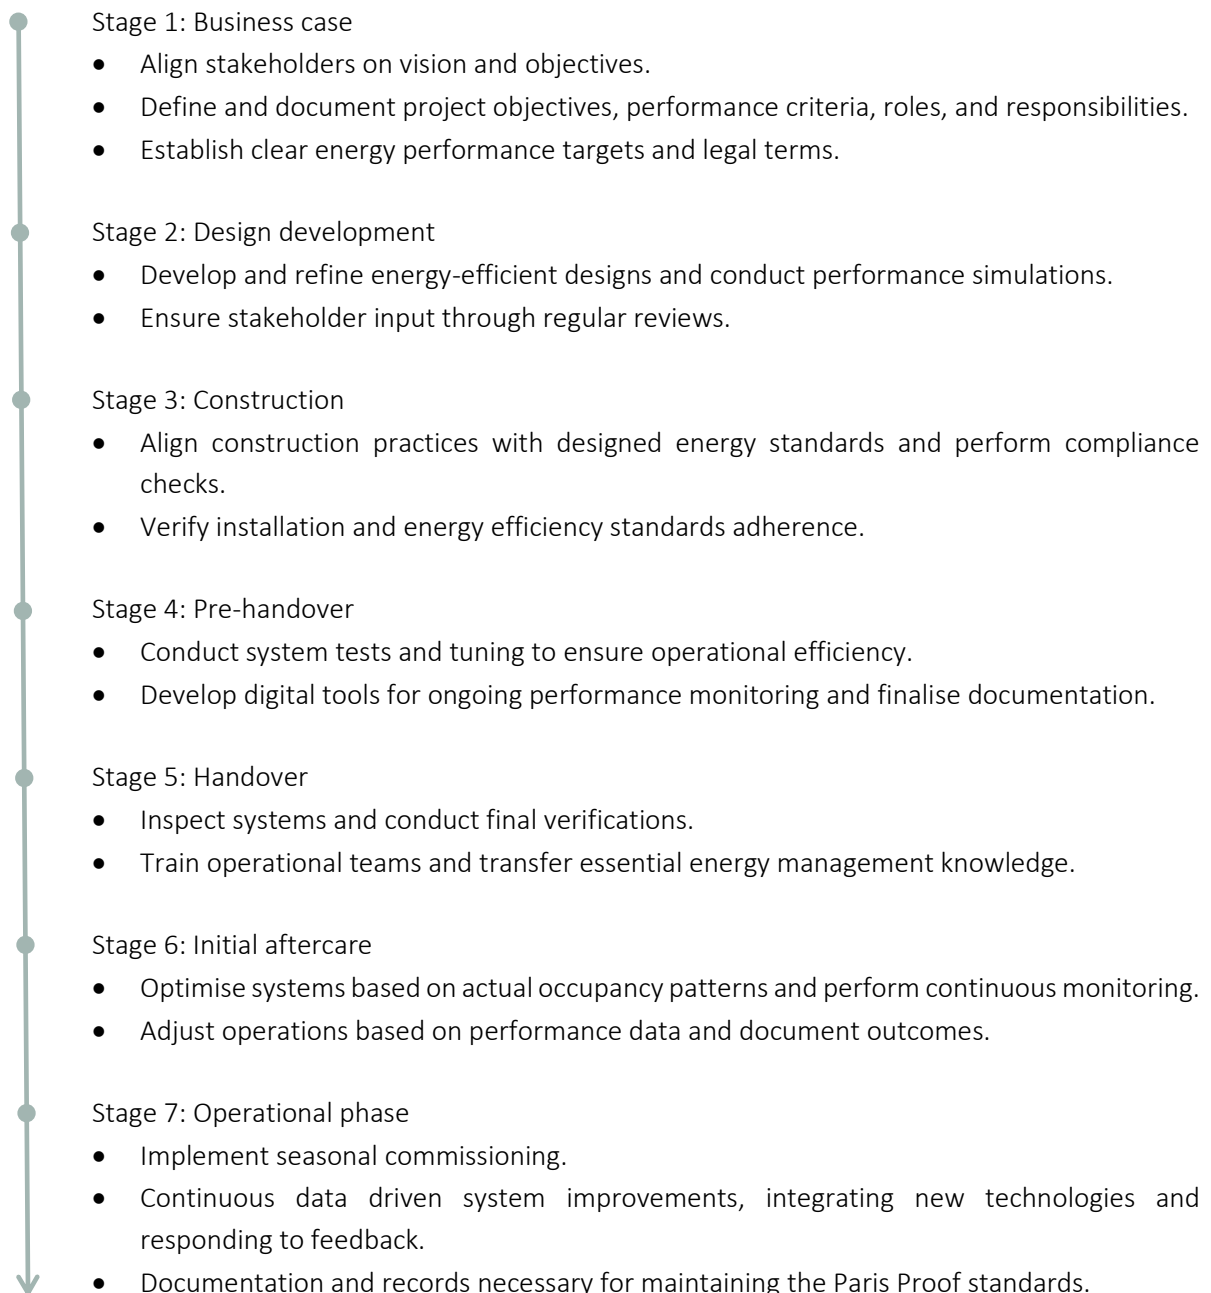 Stage 1: Business case
• Align stakeholders on vision and objectives.
• Define and document project objectives, performance criteria, roles, and responsibilities.
• Establish clear energy performance targets and legal terms.
Stage 2: Design development
• Develop and refine energy-efficient designs and conduct performance simulations.
• Ensure stakeholder input through regular reviews.
Stage 3: Construction
• Align construction practices with designed energy standards and perform compliance
checks.
• Verify installation and energy efficiency standards adherence.
Stage 4: Pre-handover
• Conduct system tests and tuning to ensure operational efficiency.
• Develop digital tools for ongoing performance monitoring and finalise documentation.
Stage 5: Handover
• Inspect systems and conduct final verifications.
• Train operational teams and transfer essential energy management knowledge.
Stage 6: Initial aftercare
• Optimise systems based on actual occupancy patterns and perform continuous monitoring.
• Adjust operations based on performance data and document outcomes.
Stage 7: Operational phase
• Implement seasonal commissioning.
• Continuous data driven system improvements, integrating new technologies and
responding to feedback.
• Documentation and records necessary for maintaining the Paris Proof standards.